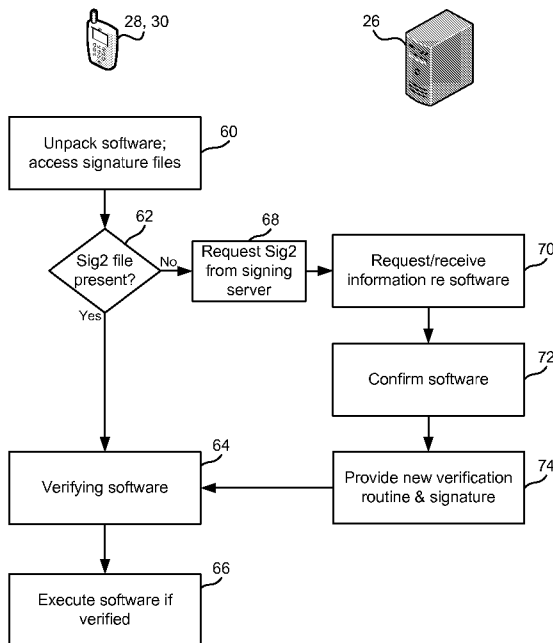 28, 30
26
60
Unpack software;
access signature files
62
68
Sig2 file
present?
No
Request Sig2
from signing
server
70
Request/receive
information re software
Yes
72
Confirm software
64
74
Verifying software
Provide new verification
routine & signature
66
Execute software if
verified